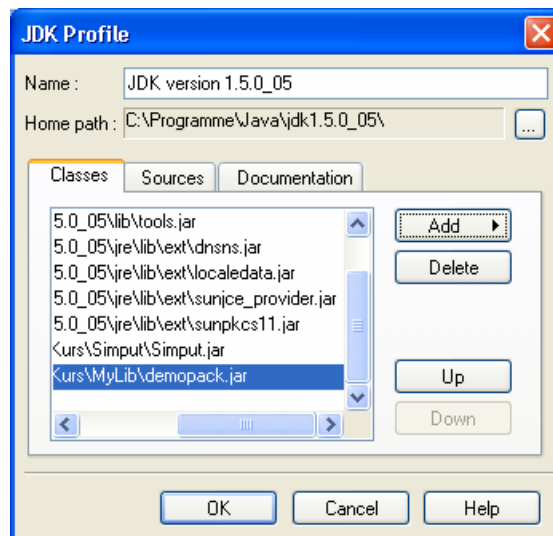 JDK Profile
Name : JDK version 1.5.0_05
Home path : C:\Programme\Java\jdk1.5.0_05\ ...
Classes Sources Documentation
5.0_05\lib\tools.jar
5.0_05\jre\lib\ext\dnsns.jar
5.0_05\jre\lib\ext\localedata.jar
5.0_05\jre\lib\ext\sunjce_provider.jar
5.0_05\jre\lib\ext\sunpkcs11.jar
Kurs\Simput\Simput.jar
Kurs\MyLib\demopack.jar
Add
Delete
Up
Down
OK Cancel Help